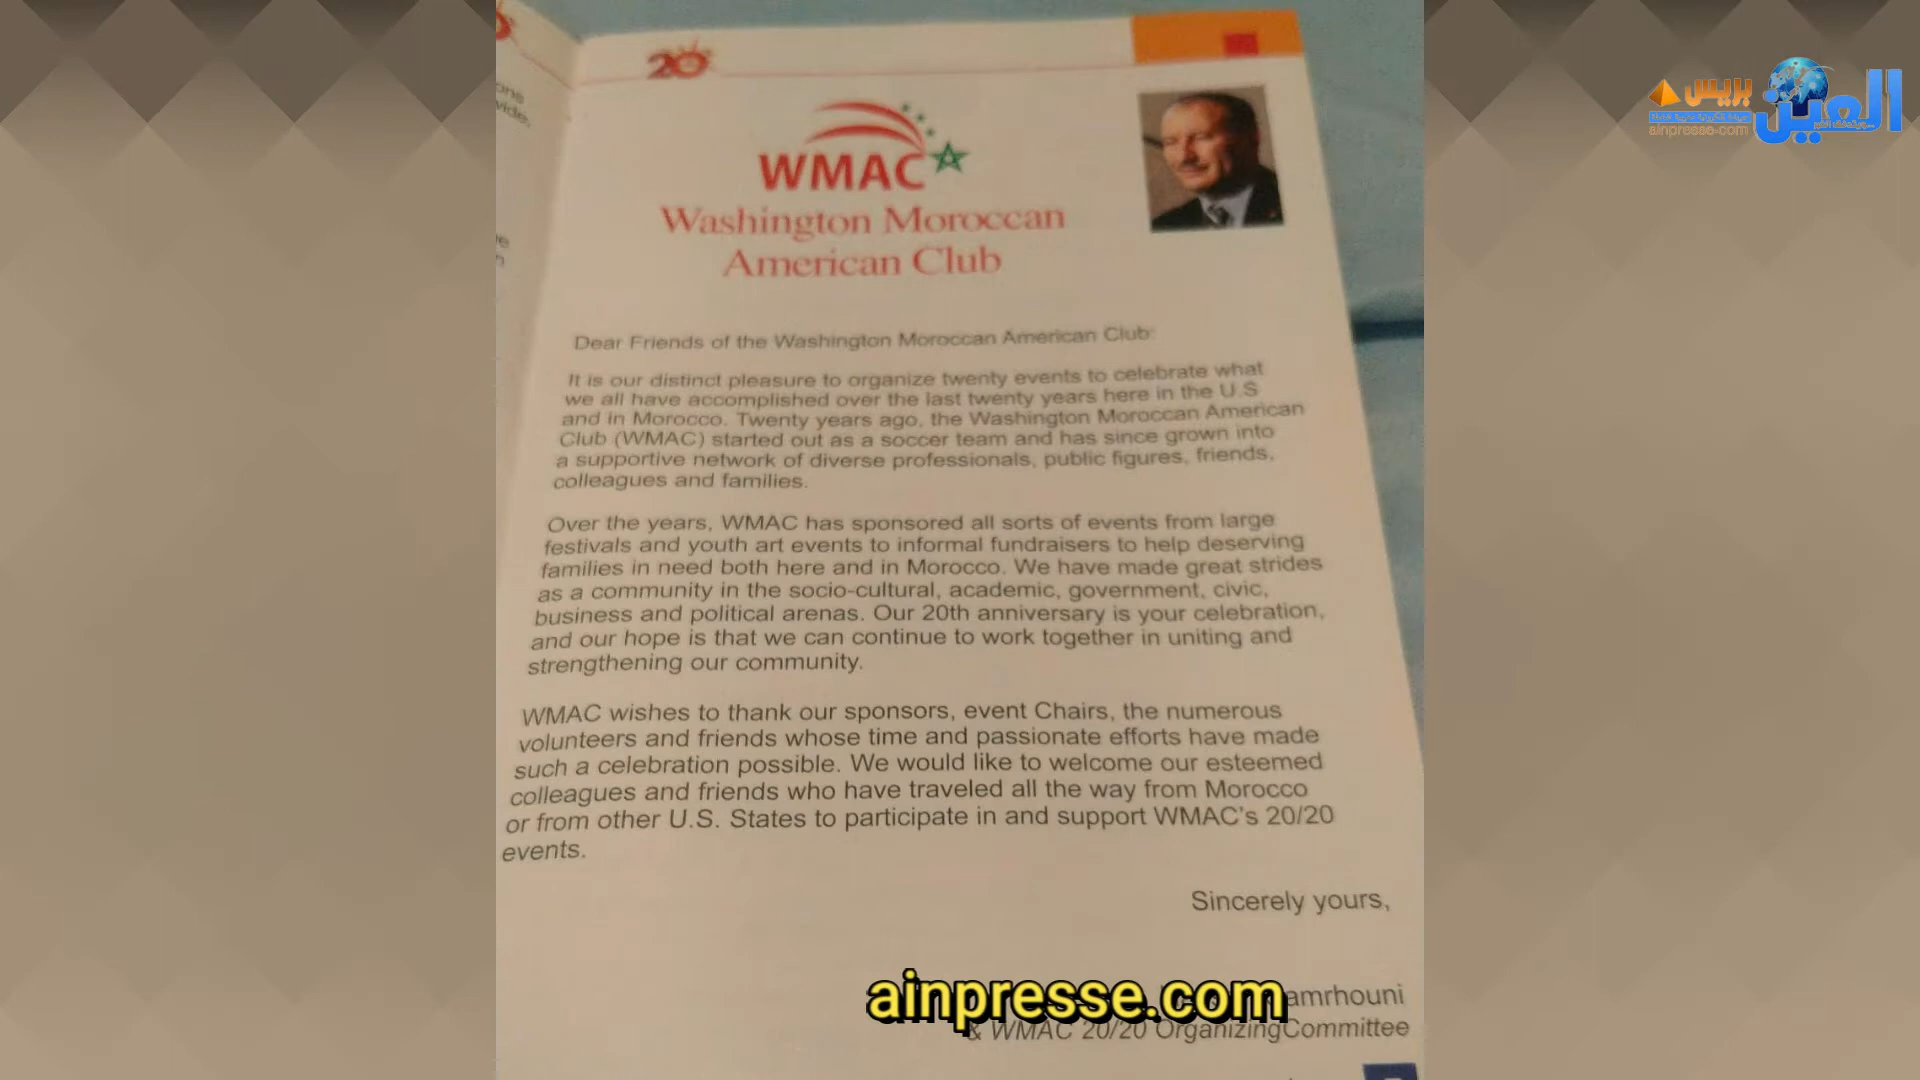 20
WMAC
Washington Moroccan
American Club
Dear Friends of the Washington Moroccan American Club:
It is our distinct pleasure to organize twenty events to celebrate what
we all have accomplished over the last twenty years here in the U.S
and in Morocco. Twenty years ago, the Washington Moroccan American
Club (WMAC) started out as a soccer team and has since grown into
a supportive network of diverse professionals, public figures, friends,
colleagues and families.
Over the years, WMAC has sponsored all sorts of events from large
festivals and youth art events to informal fundraisers to help deserving
families in need both here and in Morocco. We have made great strides
as a community in the socio-cultural, academic, government, civic,
business and political arenas. Our 20th anniversary is your celebration,
and our hope is that we can continue to work together in uniting and
strengthening our community.
WMAC wishes to thank our sponsors, event Chairs, the numerous
volunteers and friends whose time and passionate efforts have made
such a celebration possible. We would like to welcome our esteemed
colleagues and friends who have traveled all the way from Morocco
or from other U.S. States to participate in and support WMAC's 20/20
events.
Sincerely yours,
amrhouni
& WMAC 20/20 OrganizingCommittee
ainpresse.com
العين
بريس
ainpresse.com